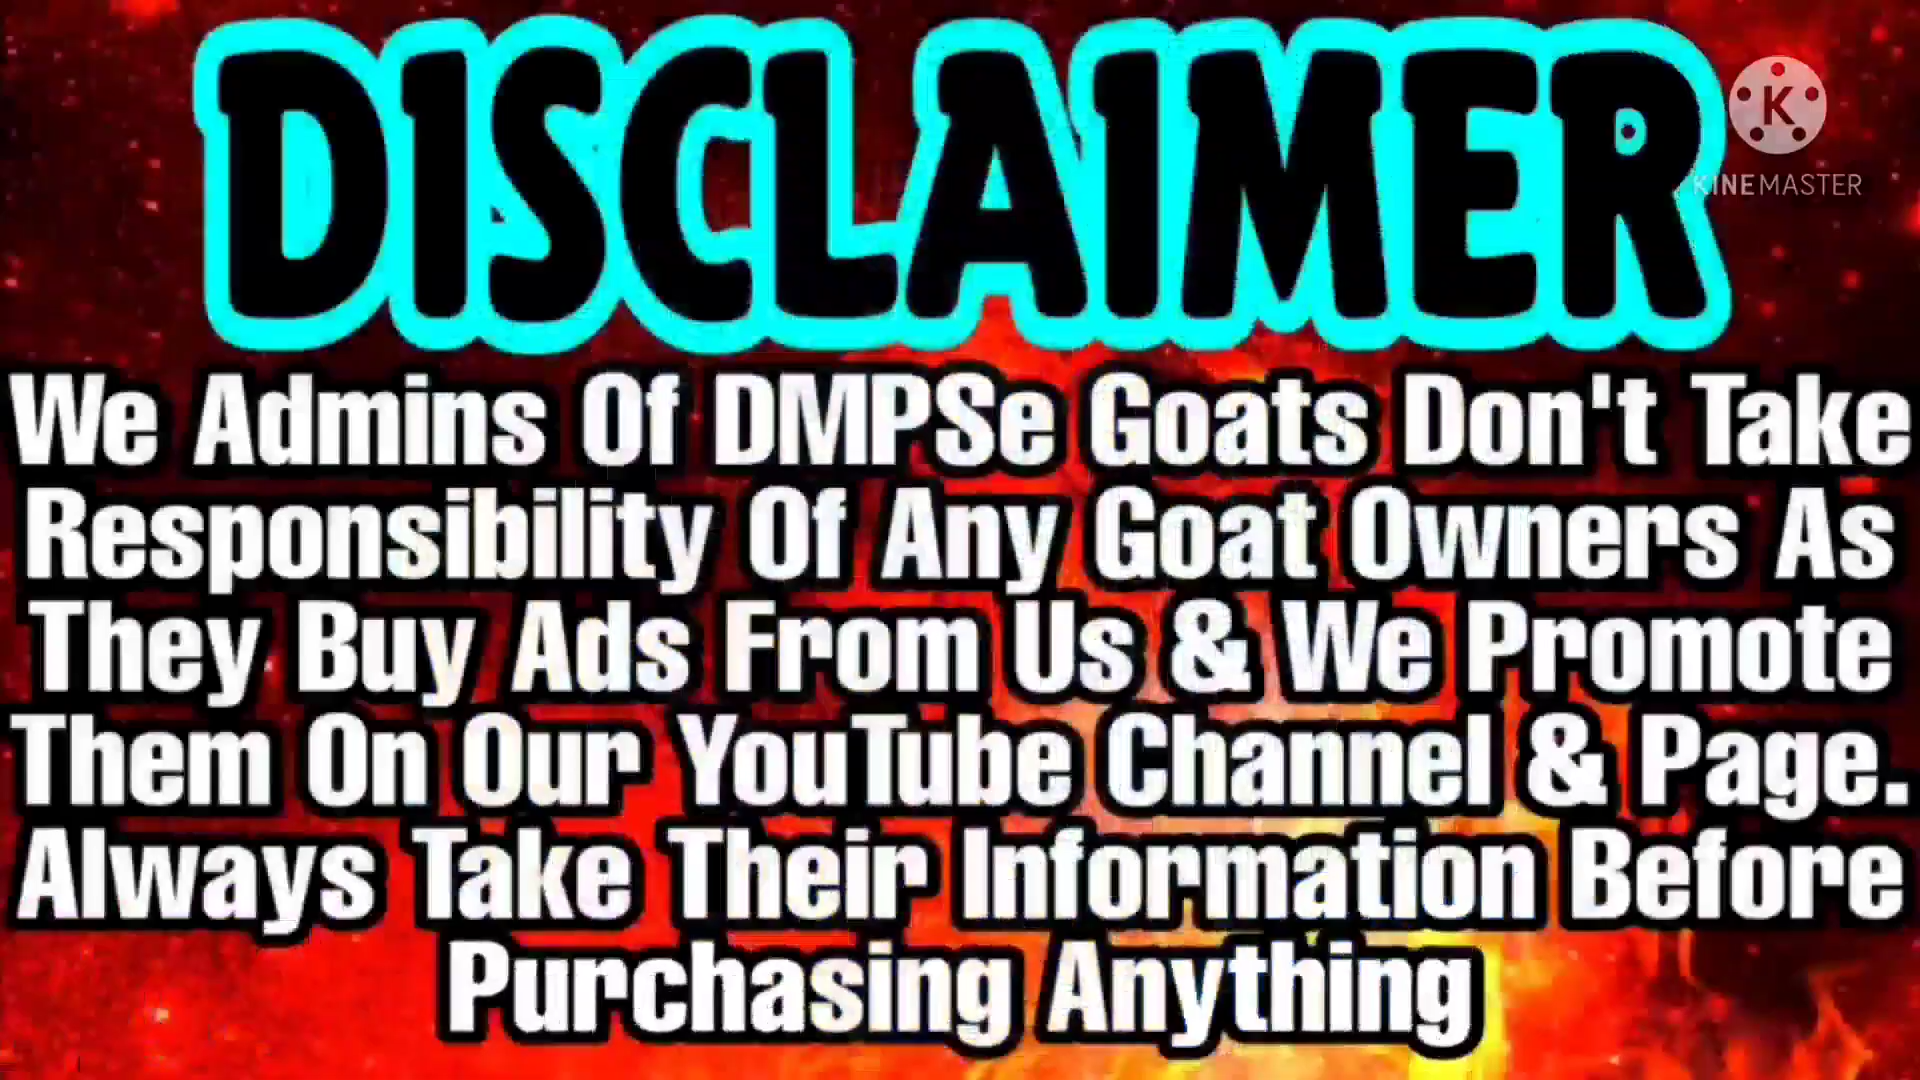 DISCLAIMER
K
KINEMASTER
We Admins Of DMPSe Goats Don't Take
Responsibility Of Any Goat Owners As
They Buy Ads From Us & We Promote
Them On Our YouTube Channel & Page.
Always Take Their Information Before
Purchasing Anything